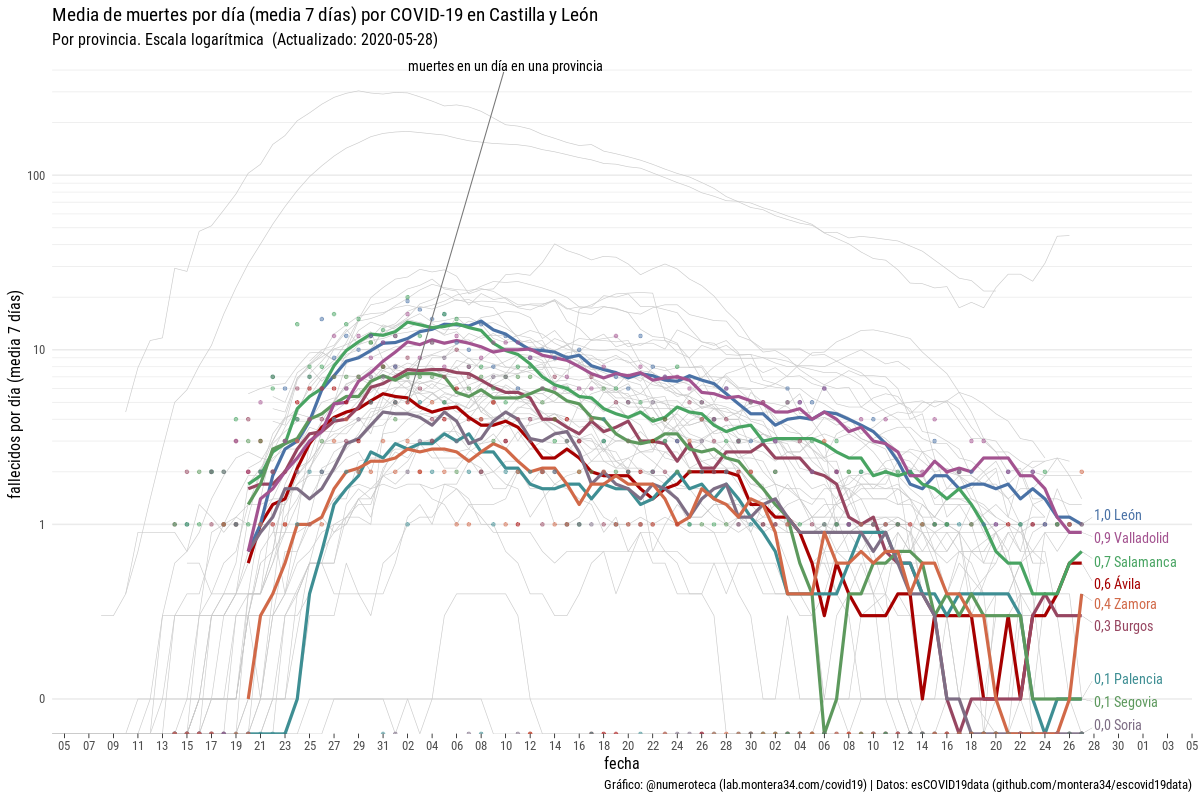 Media de muertes por día (media 7 días) por COVID-19 en Castilla y León
Por provincia. Escala logarítmica (Actualizado: 2020-05-28)
muertes en un día en una provincia
fallecidos por día (media 7 días)
100
10
1
0
1,0 León
0,9 Valladolid
0,7 Salamanca
0,6 Ávila
0,4 Zamora
0,3 Burgos
0,1 Palencia
0,1 Segovia
0,0 Soria
05 07 09 11 13 15 17 19 21 23 25 27 29 31 02 04 06 08 10 12 14 16 18 20 22 24 26 28 30 02 04 06 08 10 12 14 16 18 20 22 24 26 28 30 01 03 05
fecha
Gráfico: @numeroteca (lab.montera34.com/covid19) | Datos: esCOVID19data (github.com/montera34/escovid19data)